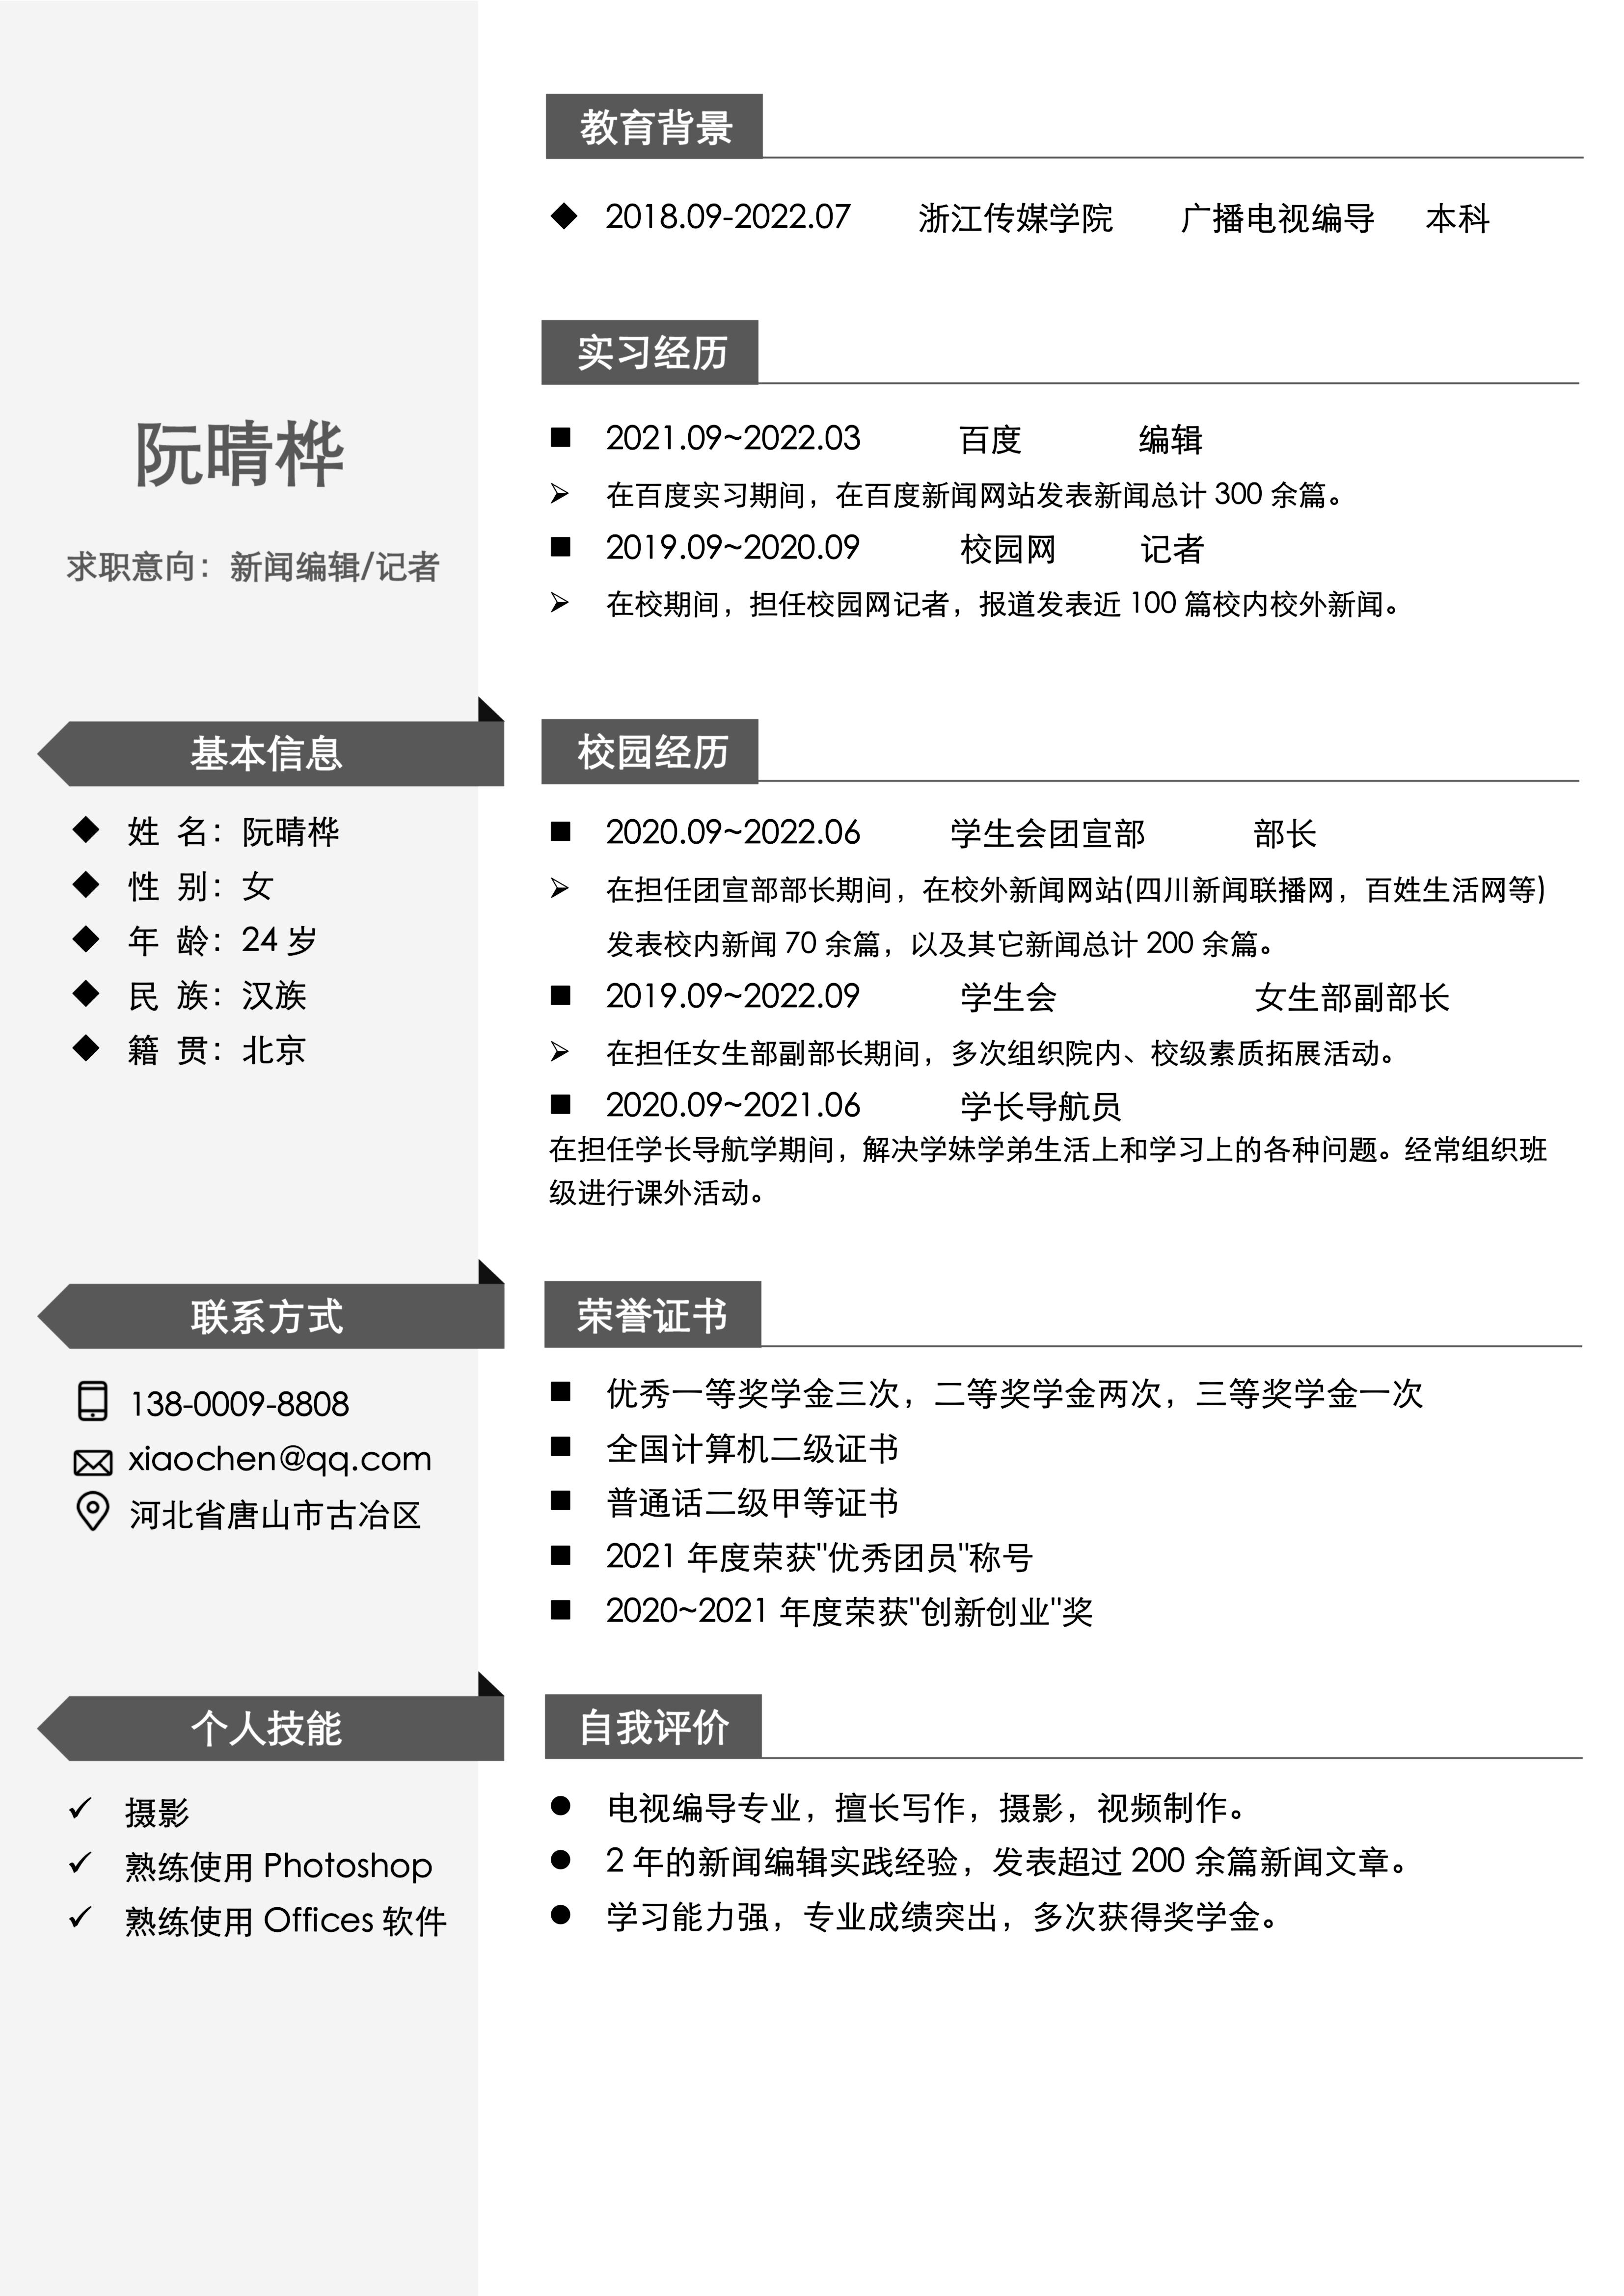 阮晴桦
求职意向：新闻编辑/记者
基本信息
姓 名：阮晴桦
性 别：女
年 龄：24 岁
民 族：汉族
籍 贯：北京
联系方式
138-0009-8808
xiaochen@qq.com
河北省唐山市古冶区
个人技能
摄影
熟练使用 Photoshop
熟练使用 Offices 软件
教育背景
2018.09-2022.07 浙江传媒学院 广播电视编导 本科
实习经历
2021.09~2022.03 百度 编辑
在百度实习期间，在百度新闻网站发表新闻总计 300 余篇。
2019.09~2020.09 校园网 记者
在校期间，担任校园网记者，报道发表近 100 篇校内校外新闻。
校园经历
2020.09~2022.06 学生会团宣部 部长
在担任团宣部部长期间，在校外新闻网站(四川新闻联播网，百姓生活网等)
发表校内新闻 70 余篇，以及其它新闻总计 200 余篇。
2019.09~2022.09 学生会 女生部副部长
在担任女生部副部长期间，多次组织院内、校级素质拓展活动。
2020.09~2021.06 学长导航员
在担任学长导航学期间，解决学妹学弟生活上和学习上的各种问题。经常组织班
级进行课外活动。
荣誉证书
优秀一等奖学金三次，二等奖学金两次，三等奖学金一次
全国计算机二级证书
普通话二级甲等证书
2021 年度荣获"优秀团员"称号
2020~2021 年度荣获"创新创业"奖
自我评价
电视编导专业，擅长写作，摄影，视频制作。
2 年的新闻编辑实践经验，发表超过 200 余篇新闻文章。
学习能力强，专业成绩突出，多次获得奖学金。